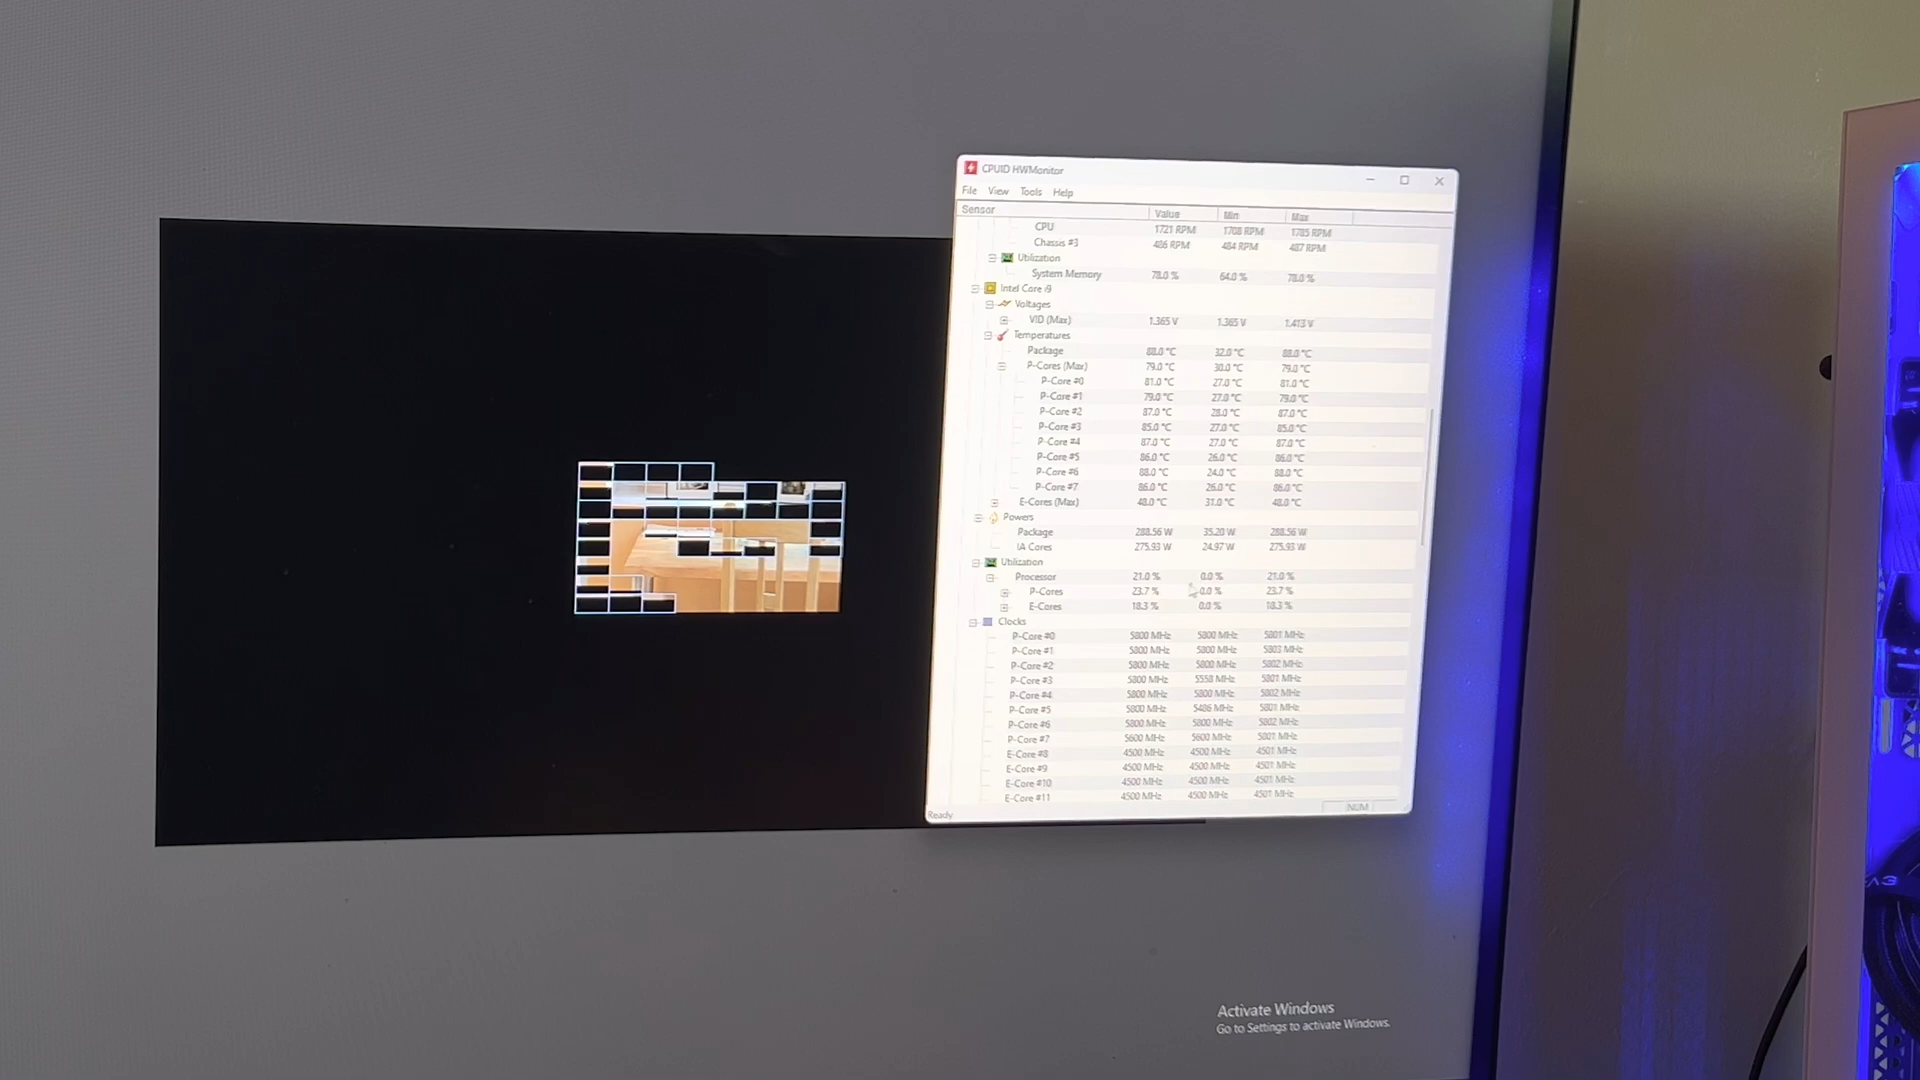 CPUID HWMonitor
File View Tools Help
Sensor Value Min Max
CPU 1721 RPM 1708 RPM 1785 RPM
Chassis #3 486 RPM 484 RPM 487 RPM
Utilization
System Memory 78.0 % 64.0 % 78.0 %
Intel Core i9
Voltages
VID (Max) 1.365 V 1.365 V 1.413 V
Temperatures
Package 88.0 °C 32.0 °C 88.0 °C
P-Cores (Max) 79.0 °C 30.0 °C 79.0 °C
P-Core #0 81.0 °C 27.0 °C 81.0 °C
P-Core #1 79.0 °C 27.0 °C 79.0 °C
P-Core #2 87.0 °C 28.0 °C 87.0 °C
P-Core #3 85.0 °C 27.0 °C 85.0 °C
P-Core #4 87.0 °C 27.0 °C 87.0 °C
P-Core #5 86.0 °C 26.0 °C 86.0 °C
P-Core #6 88.0 °C 24.0 °C 88.0 °C
P-Core #7 86.0 °C 26.0 °C 86.0 °C
E-Cores (Max) 48.0 °C 31.0 °C 48.0 °C
Powers
Package 288.56 W 35.20 W 288.56 W
IA Cores 275.93 W 24.97 W 275.93 W
Utilization
Processor 21.0 % 0.0 % 21.0 %
P-Cores 23.7 % 0.0 % 23.7 %
E-Cores 18.3 % 0.0 % 18.3 %
Clocks
P-Core #0 5800 MHz 5800 MHz 5801 MHz
P-Core #1 5800 MHz 5800 MHz 5803 MHz
P-Core #2 5800 MHz 5800 MHz 5802 MHz
P-Core #3 5800 MHz 5558 MHz 5801 MHz
P-Core #4 5800 MHz 5800 MHz 5802 MHz
P-Core #5 5800 MHz 5486 MHz 5801 MHz
P-Core #6 5800 MHz 5800 MHz 5802 MHz
P-Core #7 5600 MHz 5600 MHz 5801 MHz
E-Core #8 4500 MHz 4500 MHz 4501 MHz
E-Core #9 4500 MHz 4500 MHz 4501 MHz
E-Core #10 4500 MHz 4500 MHz 4501 MHz
E-Core #11 4500 MHz 4500 MHz 4501 MHz
Ready NUM
EVGA
Activate Windows
Go to Settings to activate Windows.